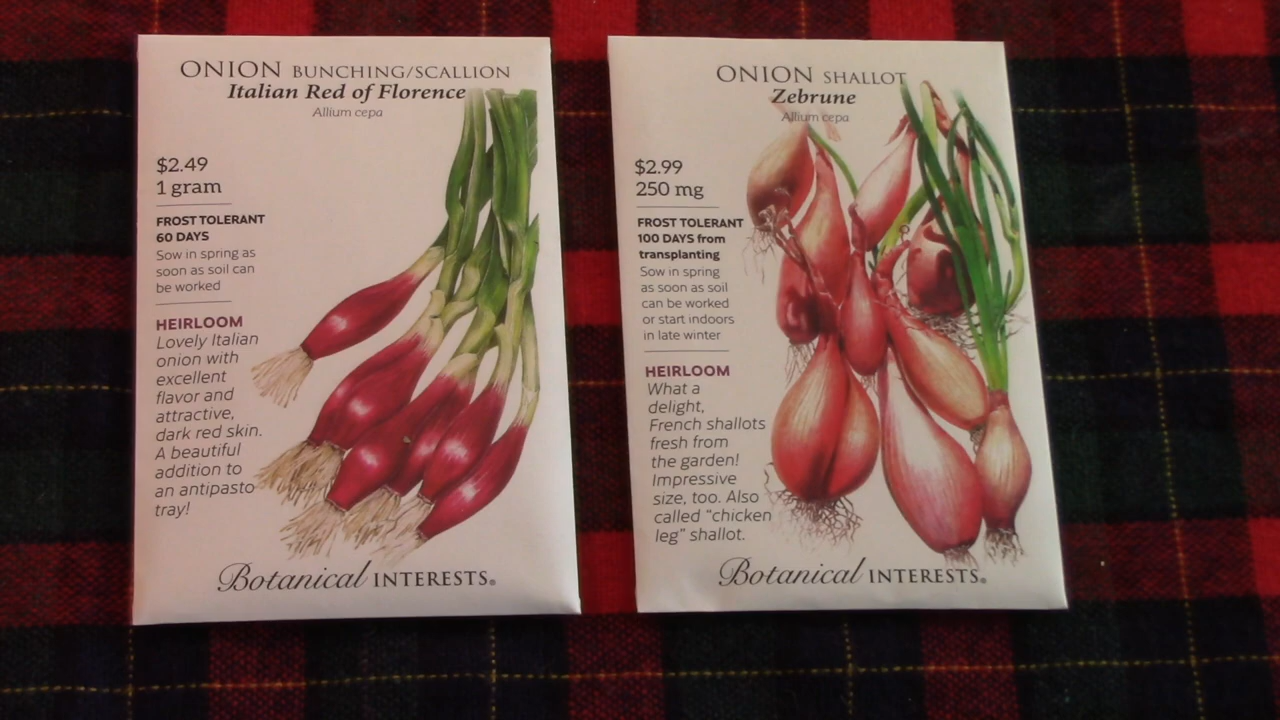 ONION BUNCHING/SCALLION
Italian Red of Florence
Allium cepa
$2.49
1 gram
FROST TOLERANT
60 DAYS
Sow in spring as
soon as soil can
be worked
HEIRLOOM
Lovely Italian
onion with
excellent
flavor and
attractive,
dark red skin.
A beautiful
addition to
an antipasto
tray!
Botanical INTERESTS®
ONION SHALLOT
Zebrune
Allium cepa
$2.99
250 mg
FROST TOLERANT
100 DAYS from
transplanting
Sow in spring
as soon as soil
can be worked
or start indoors
in late winter
HEIRLOOM
What a
delight,
French shallots
fresh from
the garden!
Impressive
size, too. Also
called "chicken
leg" shallot.
Botanical INTERESTS®